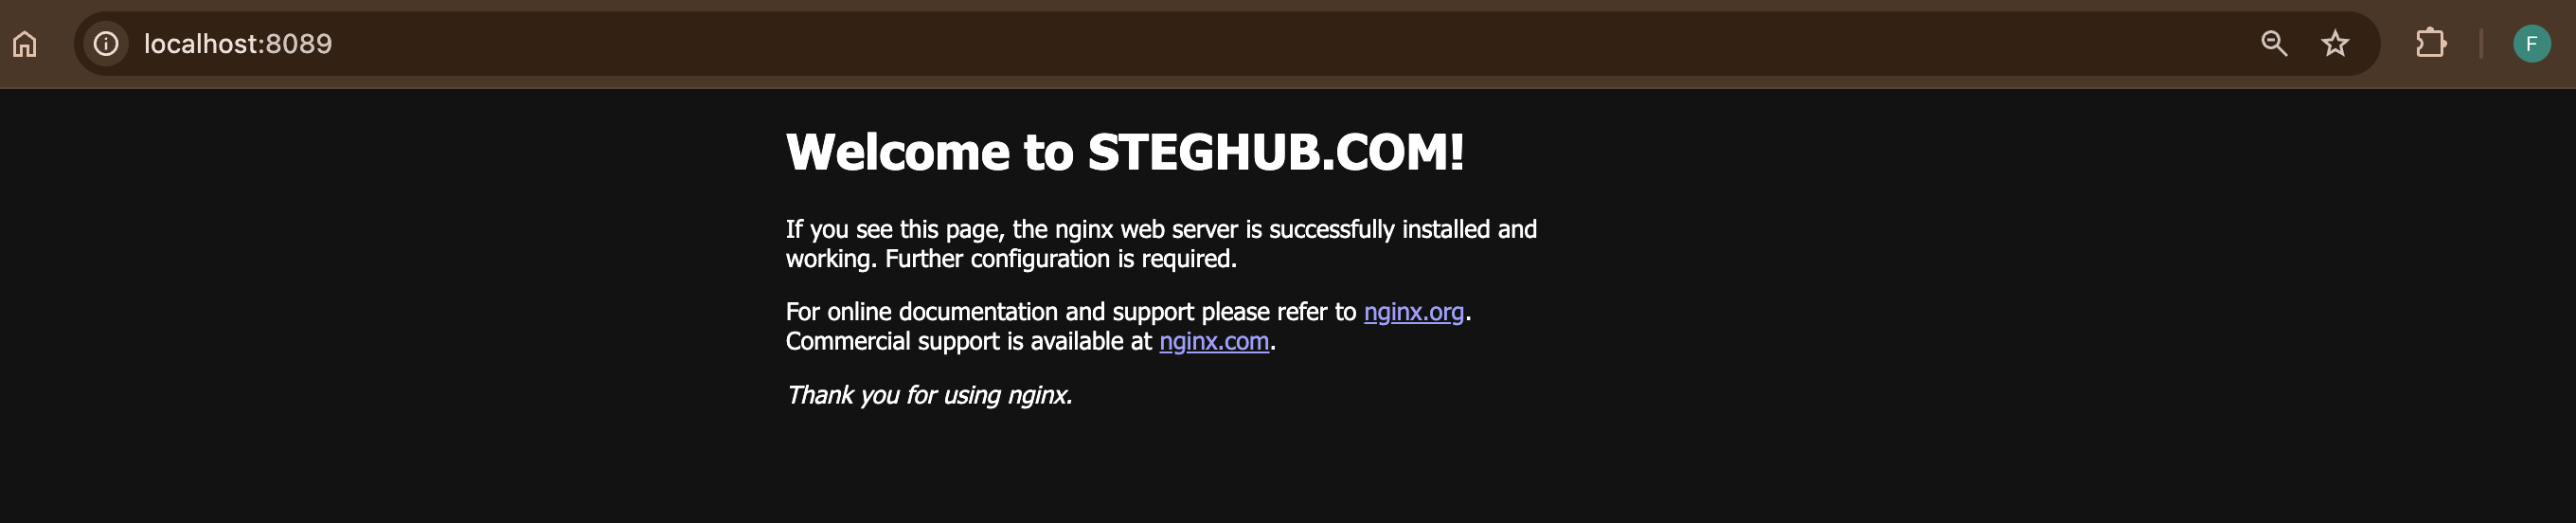 localhost:8089
F
Welcome to STEGHUB.COM!
If you see this page, the nginx web server is successfully installed and
working. Further configuration is required.
For online documentation and support please refer to nginx.org.
Commercial support is available at nginx.com.
Thank you for using nginx.